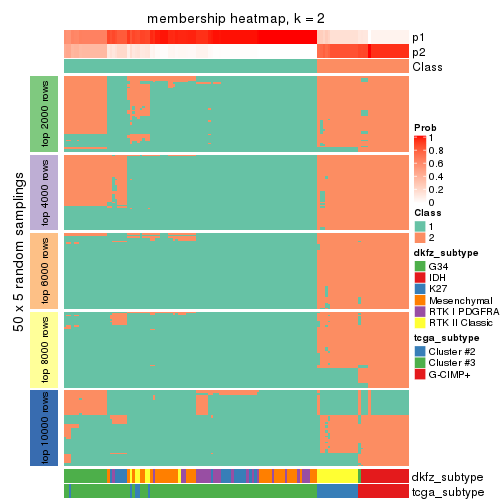 membership heatmap, k = 2
p1
p2
Class
50 x 5 random samplings
top 2000 rows
top 4000 rows
top 6000 rows
top 8000 rows
top 10000 rows
Prob
1
0.8
0.6
0.4
0.2
0
Class
1
2
dkfz_subtype
G34
IDH
K27
Mesenchymal
RTK I PDGFRA
RTK II Classic
tcga_subtype
Cluster #2
Cluster #3
G-CIMP+
dkfz_subtype
tcga_subtype